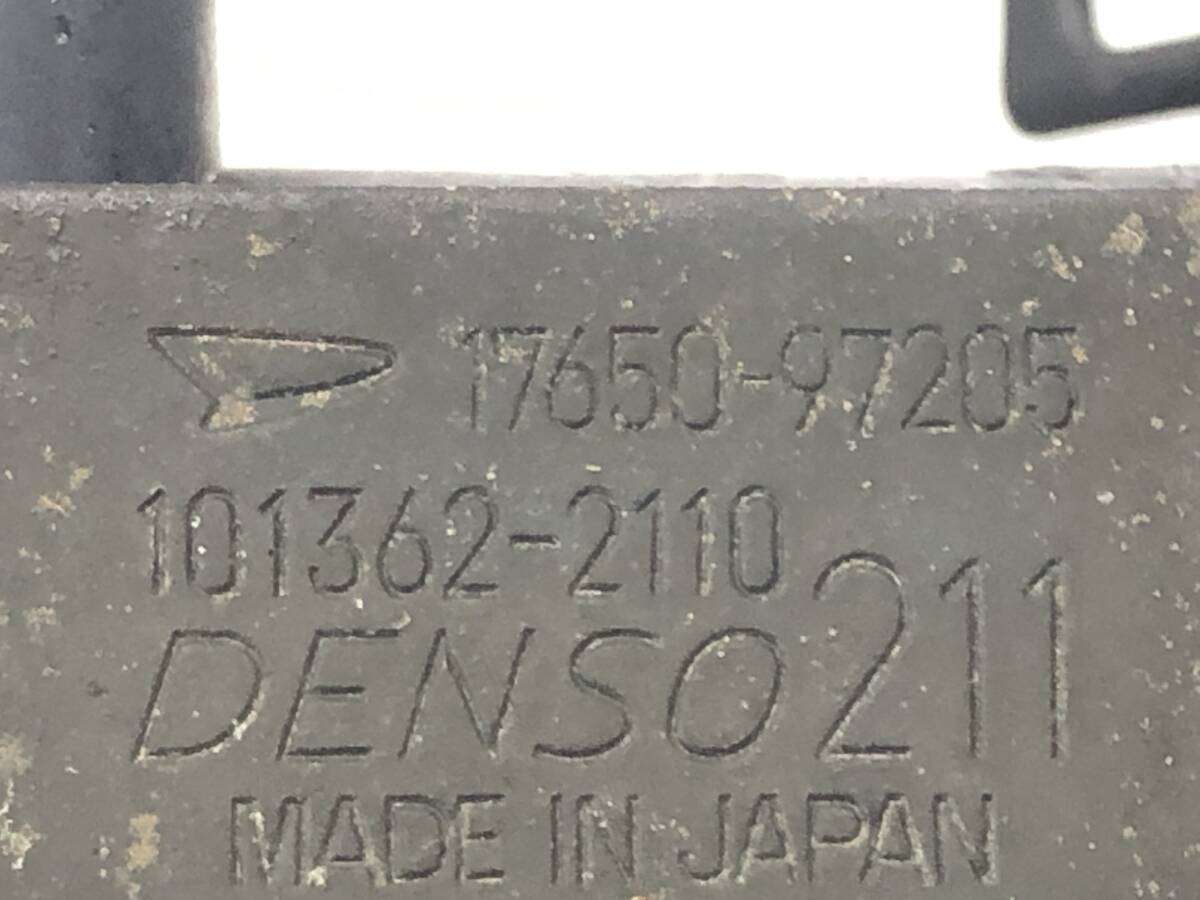 17650-97205
101362-2110
DENSO 211
MADE IN JAPAN